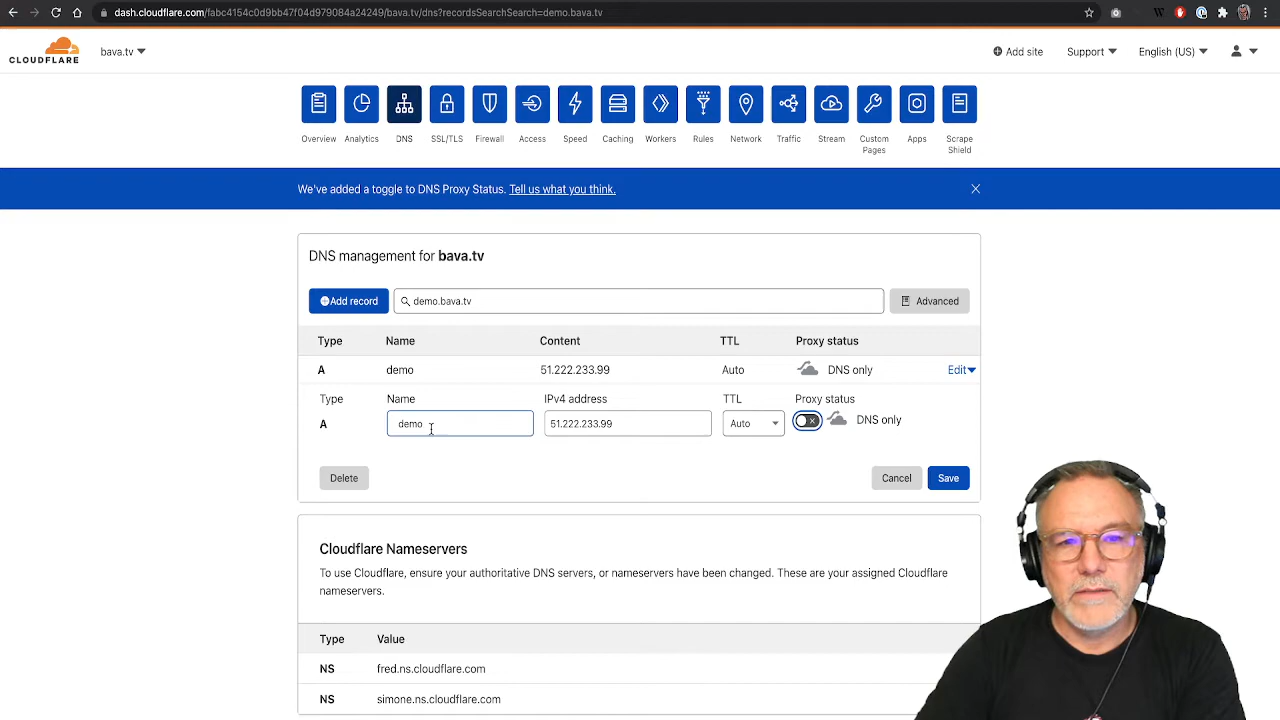 dash.cloudflare.com/fabc4154c0d9bb47f04d979084a24249/bava.tv/dns?recordsSearchSearch=demo.bava.tv
CLOUDFLARE
bava.tv
Add site
Support
English (US)
Overview
Analytics
DNS
SSL/TLS
Firewall
Access
Speed
Caching
Workers
Rules
Network
Traffic
Stream
Custom
Pages
Apps
Scrape
Shield
We've added a toggle to DNS Proxy Status. Tell us what you think.
DNS management for bava.tv
Add record
demo.bava.tv
Advanced
Type Name Content TTL Proxy status
A demo 51.222.233.99 Auto DNS only Edit
Type Name IPv4 address TTL Proxy status
A demo 51.222.233.99 Auto DNS only
Delete
Cancel
Save
Cloudflare Nameservers
To use Cloudflare, ensure your authoritative DNS servers, or nameservers have been changed. These are your assigned Cloudflare
nameservers.
Type Value
NS fred.ns.cloudflare.com
NS simone.ns.cloudflare.com